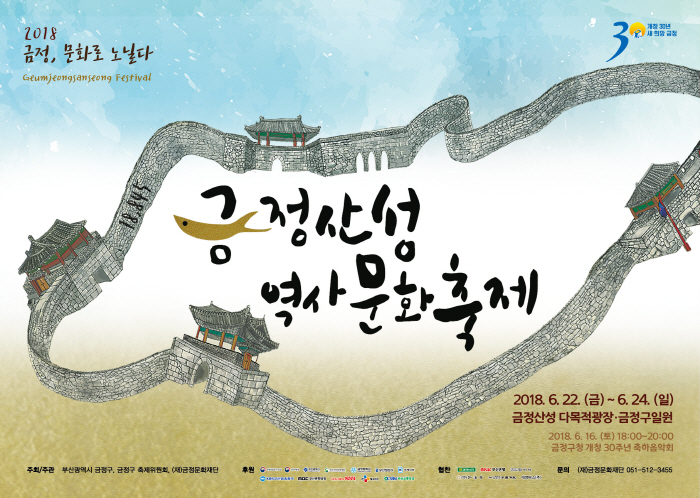 2018
금정, 문화로 노닐다
Geumjeongsanseong Festival
30
개청 30년
새 희망 금정
18.845
금정산성
역사문화축제
2018. 6. 22. (금) ~ 6. 24. (일)
금정산성 다목적광장·금정구일원
2018. 6. 16. (토) 18:00~20:00
금정구청 개청 30주년 축하음악회
주최/주관 부산광역시 금정구, 금정구 축제위원회, (재)금정문화재단 후원 협찬 문의 (재)금정문화재단 051-512-3455